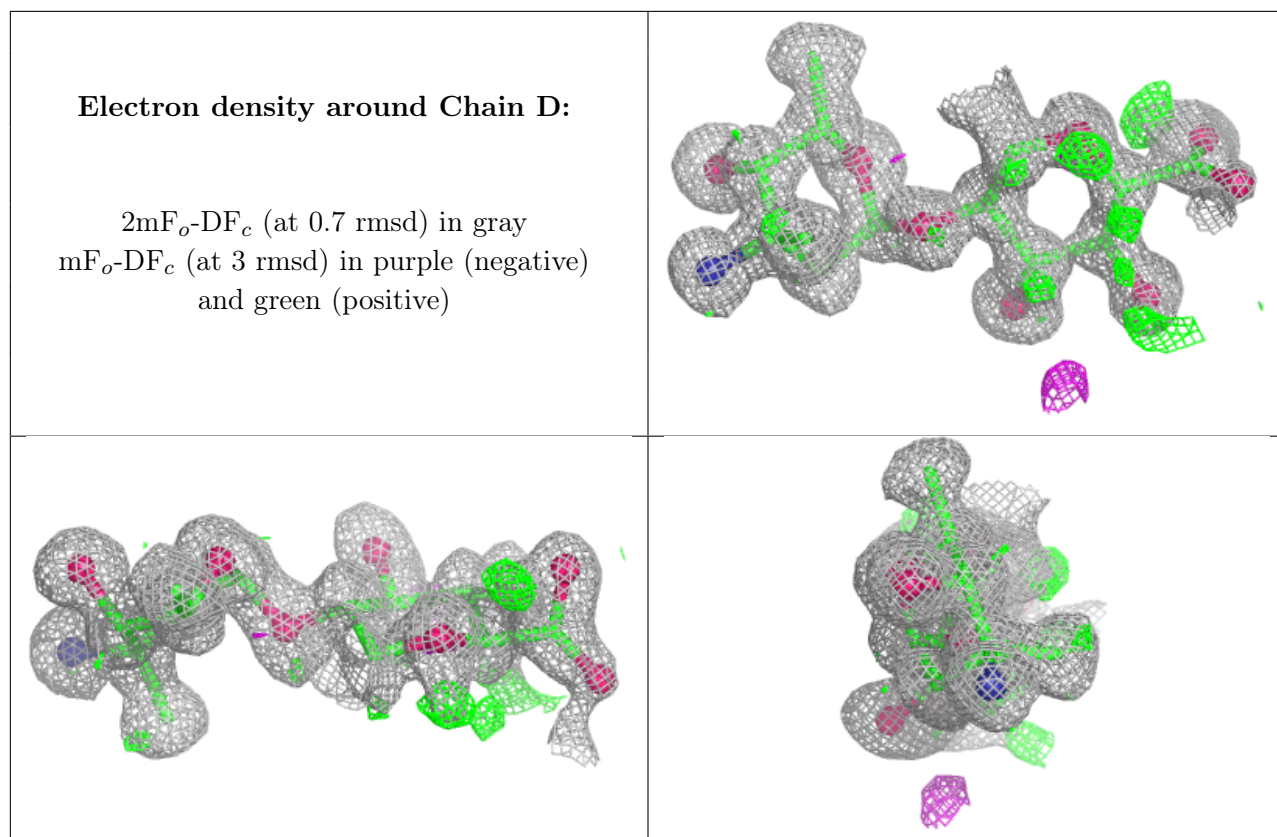 Electron density around Chain D:
2mFₒ-DF𝒸 (at 0.7 rmsd) in gray
mFₒ-DF𝒸 (at 3 rmsd) in purple (negative)
and green (positive)